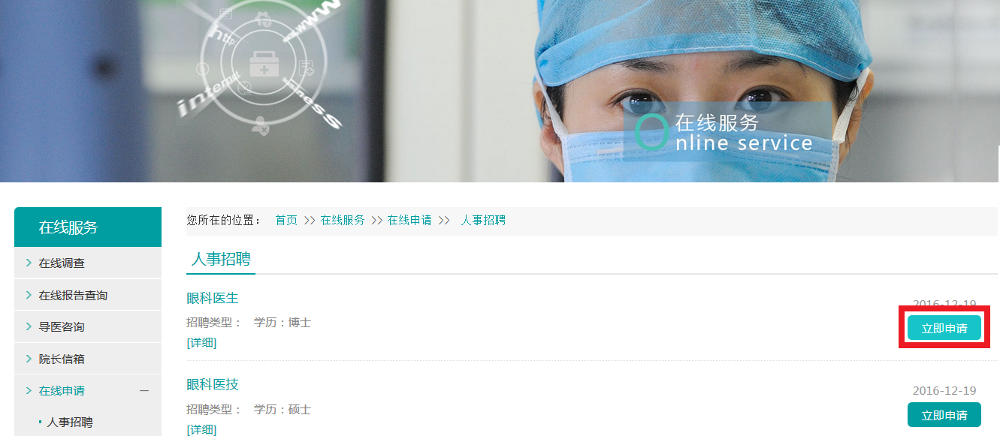 www
http:
internet
business
在线服务
Online service
在线服务
在线调查
在线报告查询
导医咨询
院长信箱
在线申请
人事招聘
您所在的位置： 首页 >> 在线服务 >> 在线申请 >> 人事招聘
人事招聘
眼科医生
2016-12-19
招聘类型： 学历：博士
立即申请
[详细]
眼科医技
2016-12-19
招聘类型： 学历：硕士
立即申请
[详细]